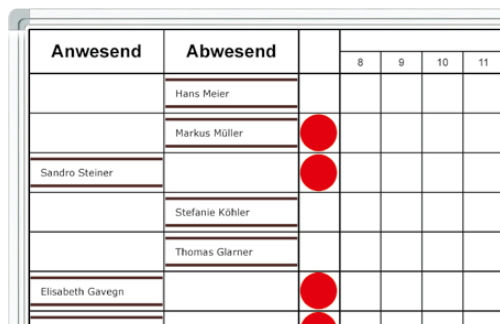 Anwesend Abwesend
8 9 10 11
Hans Meier
Markus Müller
Sandro Steiner
Stefanie Köhler
Thomas Glarner
Elisabeth Gavegn